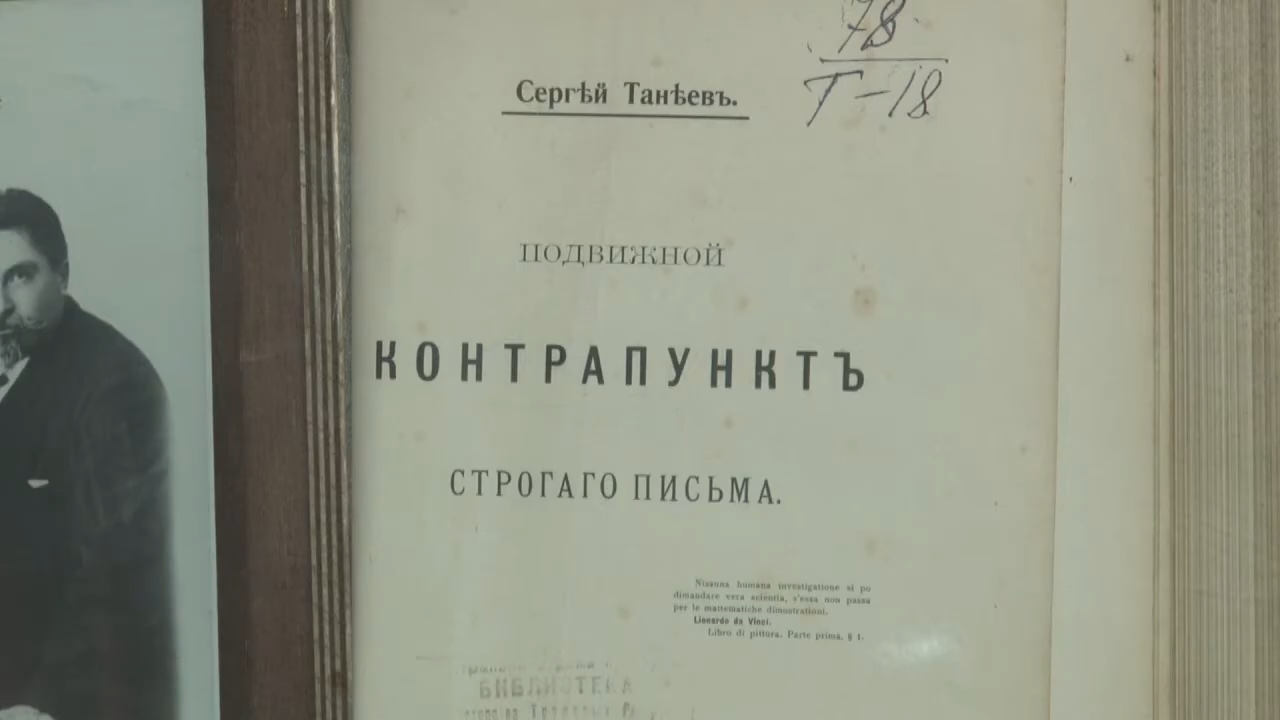 78
Т-18
Сергѣй Танѣевъ.
ПОДВИЖНОЙ
КОНТРАПУНКТЪ
СТРОГАГО ПИСЬМА.
Nissuna humana investigatione si po
dimandare vera scientia, s'essa non passa
per le mattematiche dimostrationi.
Lionardo da Vinci.
Libro di pittura. Parte prima, § 1.
БИБЛИОТЕКА